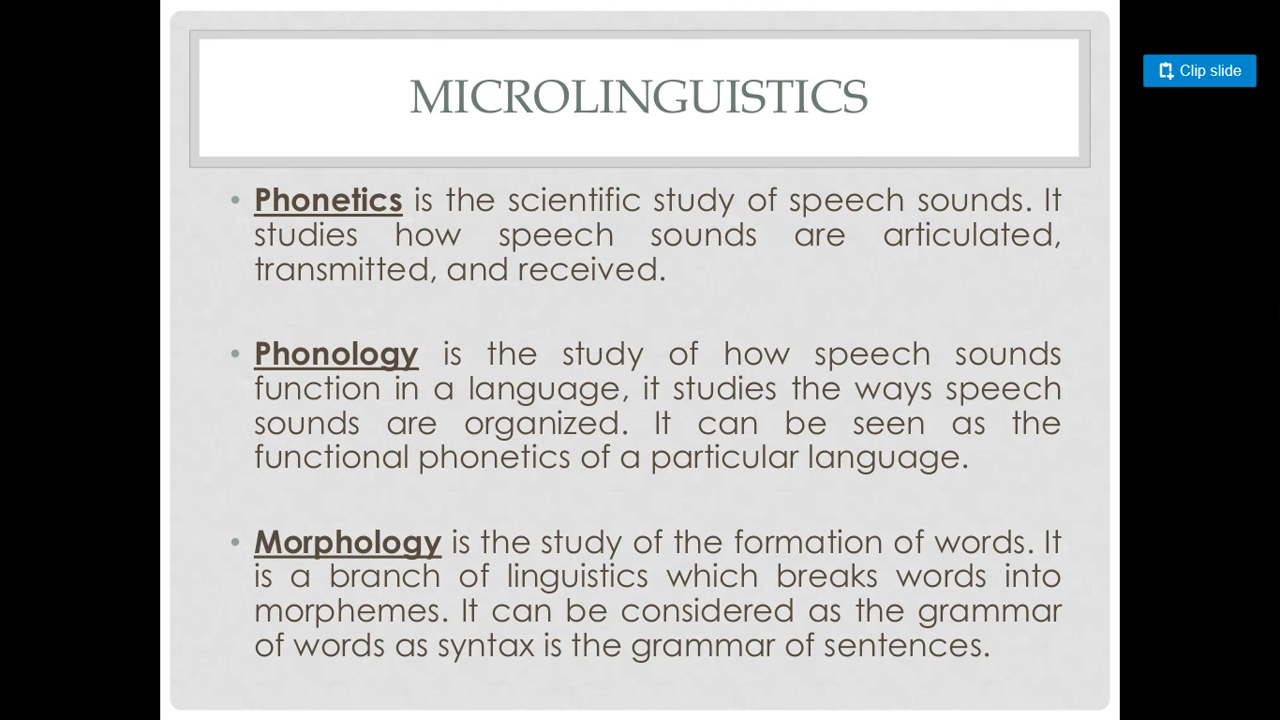 MICROLINGUISTICS
Clip slide
• Phonetics is the scientific study of speech sounds. It
studies how speech sounds are articulated,
transmitted, and received.
• Phonology is the study of how speech sounds
function in a language, it studies the ways speech
sounds are organized. It can be seen as the
functional phonetics of a particular language.
• Morphology is the study of the formation of words. It
is a branch of linguistics which breaks words into
morphemes. It can be considered as the grammar
of words as syntax is the grammar of sentences.